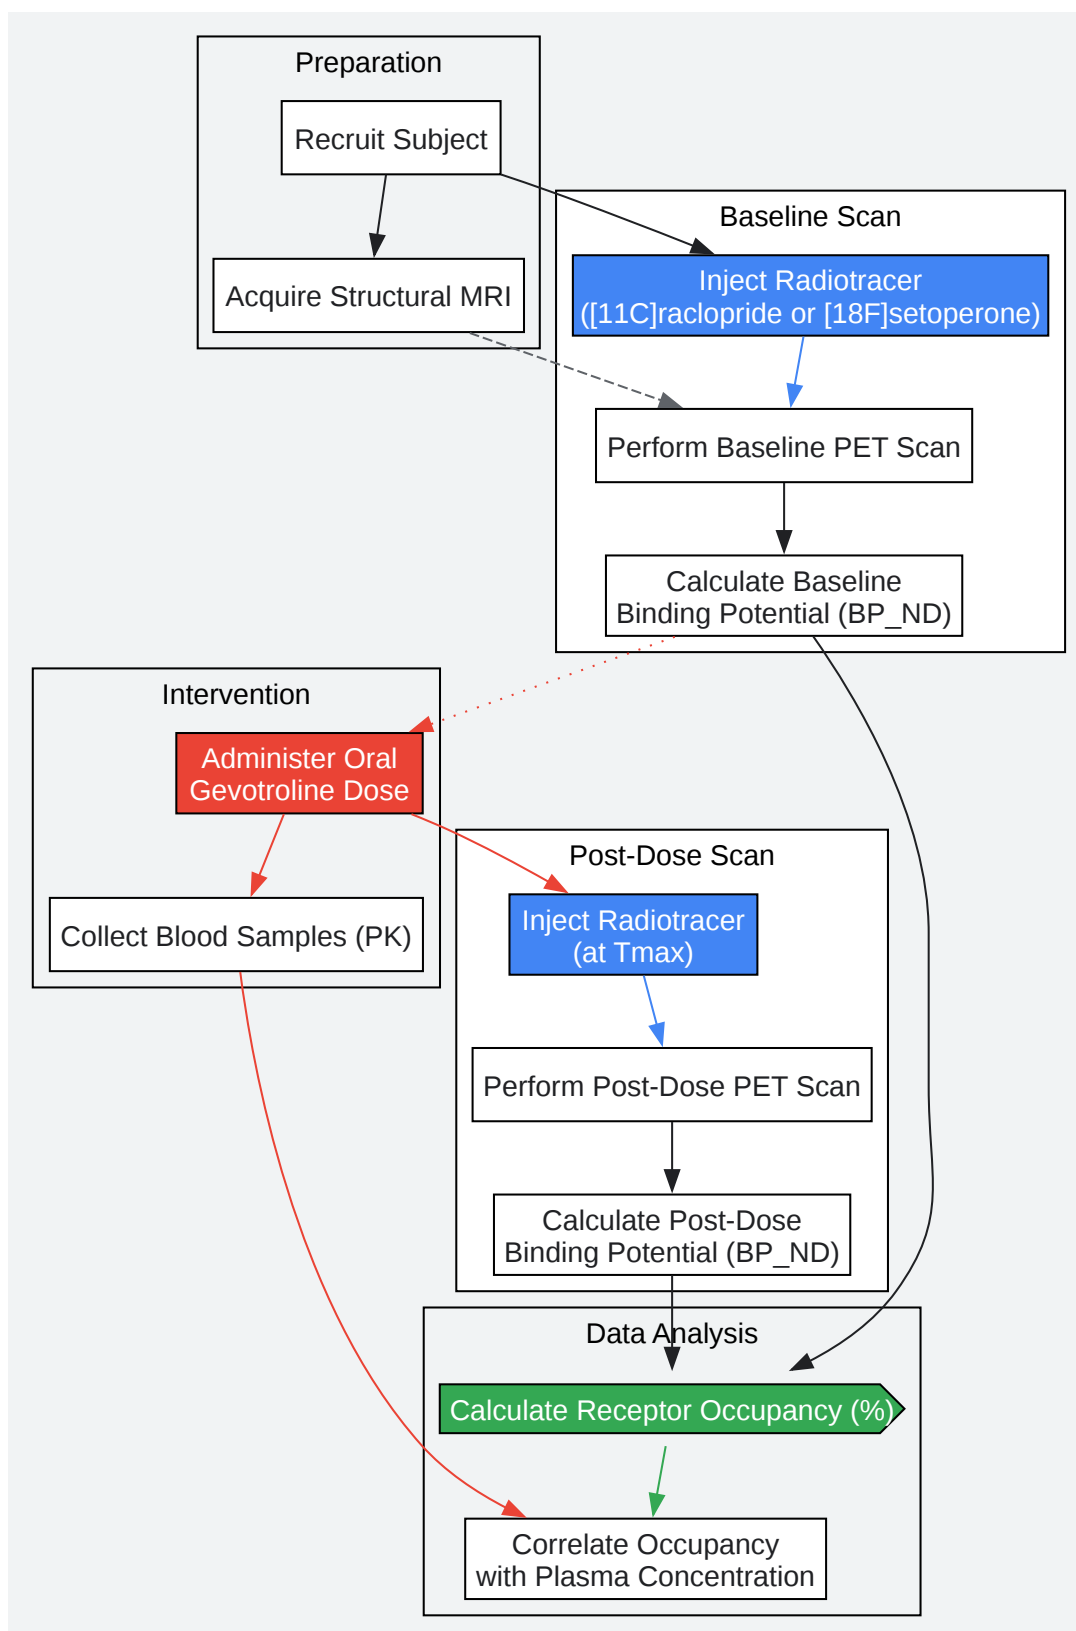 Preparation
Recruit Subject
Acquire Structural MRI
Baseline Scan
Inject Radiotracer
([11C]raclopride or [18F]setoperone)
Perform Baseline PET Scan
Calculate Baseline
Binding Potential (BP_ND)
Intervention
Administer Oral
Gevotroline Dose
Collect Blood Samples (PK)
Post-Dose Scan
Inject Radiotracer
(at Tmax)
Perform Post-Dose PET Scan
Calculate Post-Dose
Binding Potential (BP_ND)
Data Analysis
Calculate Receptor Occupancy (%)
Correlate Occupancy
with Plasma Concentration